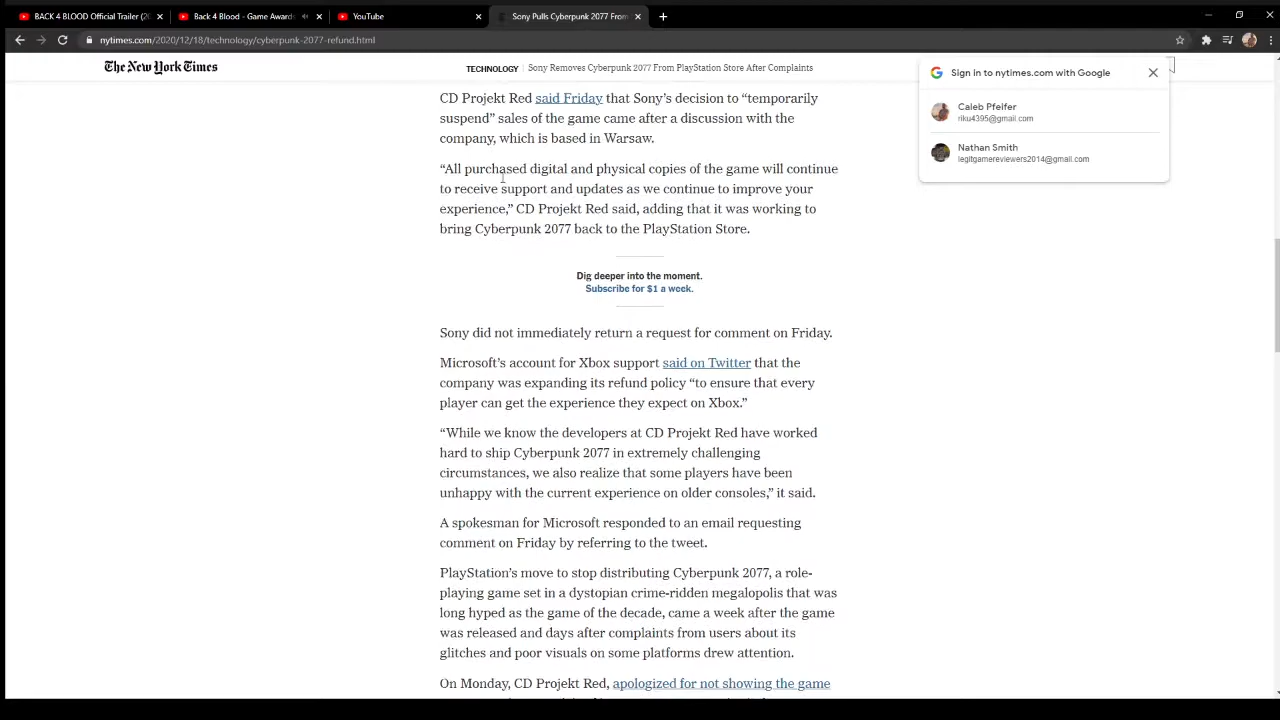 BACK 4 BLOOD Official Trailer (20
Back 4 Blood - Game Award
YouTube
Sony Pulls Cyberpunk 2077 From
nytimes.com/2020/12/18/technology/cyberpunk-2077-refund.html
The New York Times
TECHNOLOGY
Sony Removes Cyberpunk 2077 From PlayStation Store After Complaints
Sign in to nytimes.com with Google
Caleb Pfeifer
riku4395@gmail.com
Nathan Smith
legitgamereviewers2014@gmail.com
CD Projekt Red said Friday that Sony’s decision to “temporarily
suspend” sales of the game came after a discussion with the
company, which is based in Warsaw.
“All purchased digital and physical copies of the game will continue
to receive support and updates as we continue to improve your
experience,” CD Projekt Red said, adding that it was working to
bring Cyberpunk 2077 back to the PlayStation Store.
Dig deeper into the moment.
Subscribe for $1 a week.
Sony did not immediately return a request for comment on Friday.
Microsoft’s account for Xbox support said on Twitter that the
company was expanding its refund policy “to ensure that every
player can get the experience they expect on Xbox.”
“While we know the developers at CD Projekt Red have worked
hard to ship Cyberpunk 2077 in extremely challenging
circumstances, we also realize that some players have been
unhappy with the current experience on older consoles,” it said.
A spokesman for Microsoft responded to an email requesting
comment on Friday by referring to the tweet.
PlayStation’s move to stop distributing Cyberpunk 2077, a role-
playing game set in a dystopian crime-ridden megalopolis that was
long hyped as the game of the decade, came a week after the game
was released and days after complaints from users about its
glitches and poor visuals on some platforms drew attention.
On Monday, CD Projekt Red, apologized for not showing the game